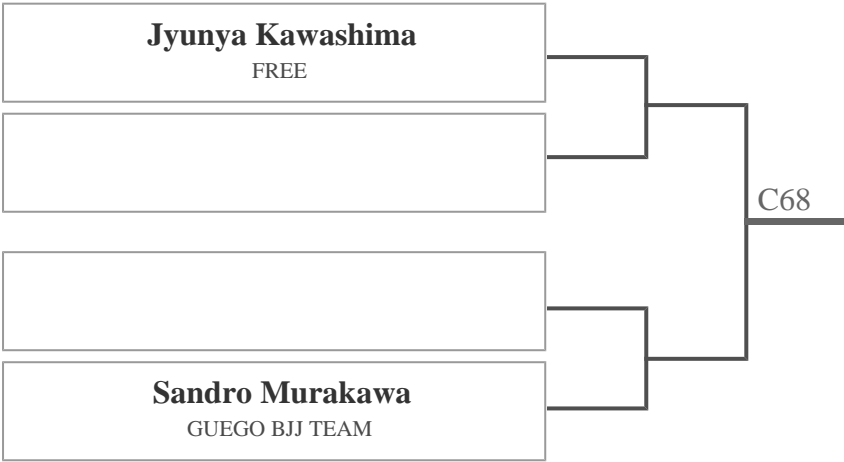 Jyunya Kawashima
FREE
C68
Sandro Murakawa
GUEGO BJJ TEAM